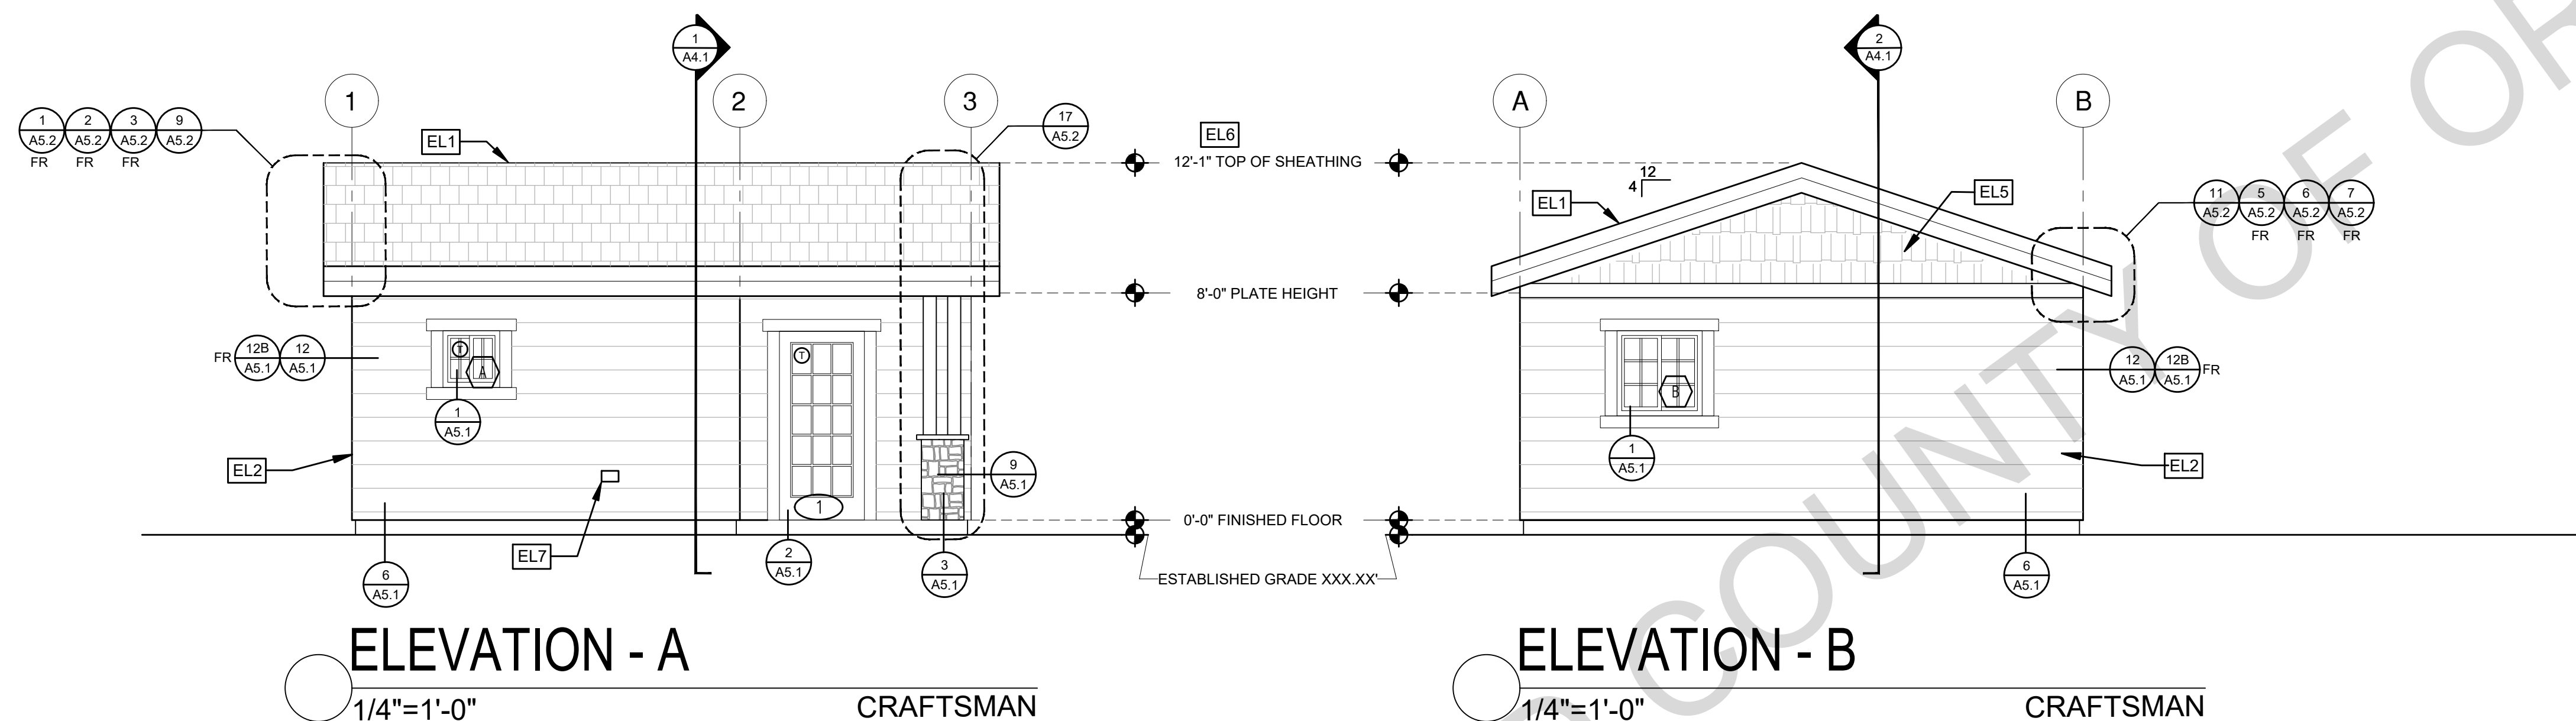 1
A4.1
2
A4.1
1
2
3
A
B
1
A5.2
FR
2
A5.2
FR
3
A5.2
FR
9
A5.2
EL1
17
A5.2
EL6
12'-1" TOP OF SHEATHING
12
4
EL1
EL5
11
A5.2
5
A5.2
FR
6
A5.2
FR
7
A5.2
FR
8'-0" PLATE HEIGHT
FR
12B
A5.1
12
A5.1
T
A
T
1
A5.1
B
1
A5.1
12
A5.1
12B
A5.1
FR
EL2
EL7
9
A5.1
1
EL2
0'-0" FINISHED FLOOR
6
A5.1
2
A5.1
3
A5.1
ESTABLISHED GRADE XXX.XX'
6
A5.1
ELEVATION - A
1/4"=1'-0"
CRAFTSMAN
ELEVATION - B
1/4"=1'-0"
CRAFTSMAN
COUNTY OF OR